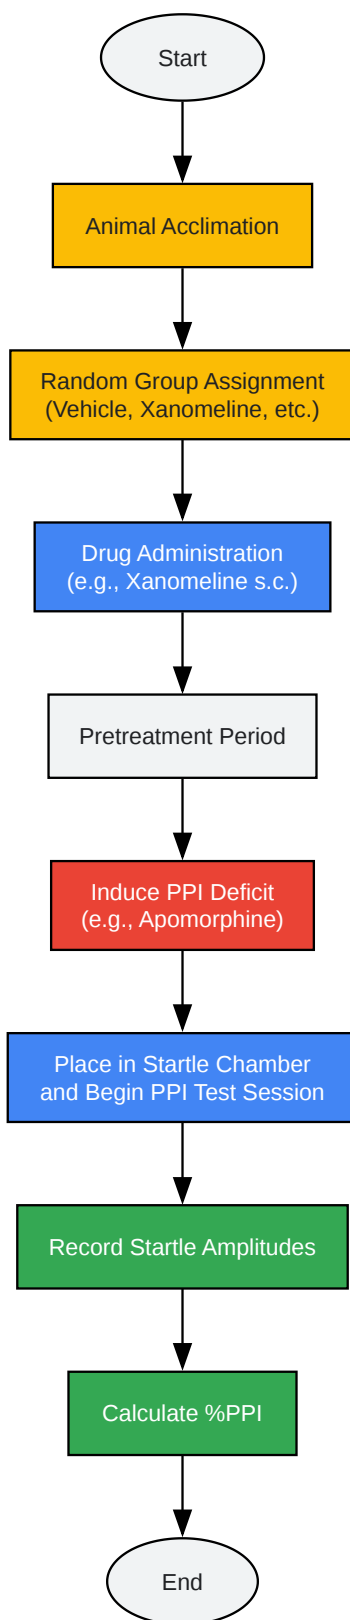 Start
Animal Acclimation
Random Group Assignment
(Vehicle, Xanomeline, etc.)
Drug Administration
(e.g., Xanomeline s.c.)
Pretreatment Period
Induce PPI Deficit
(e.g., Apomorphine)
Place in Startle Chamber
and Begin PPI Test Session
Record Startle Amplitudes
Calculate %PPI
End